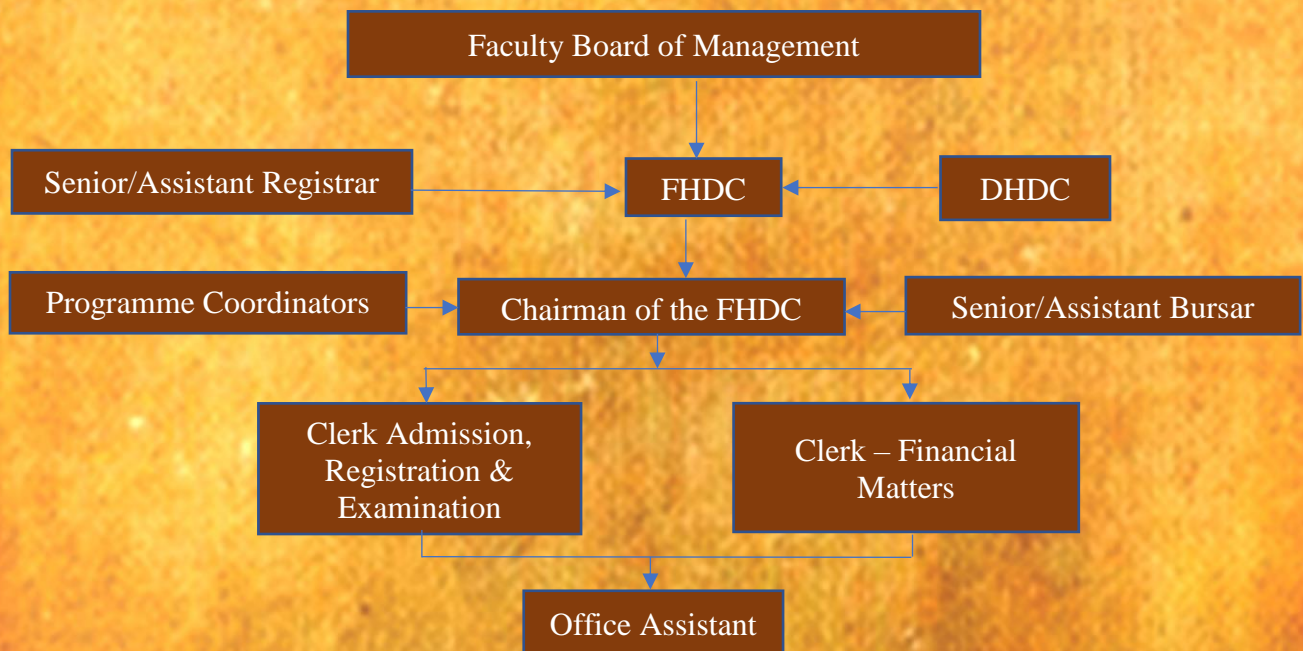 Faculty Board of Management
Senior/Assistant Registrar
FHDC
DHDC
Programme Coordinators
Chairman of the FHDC
Senior/Assistant Bursar
Clerk Admission,
Registration &
Examination
Clerk – Financial
Matters
Office Assistant